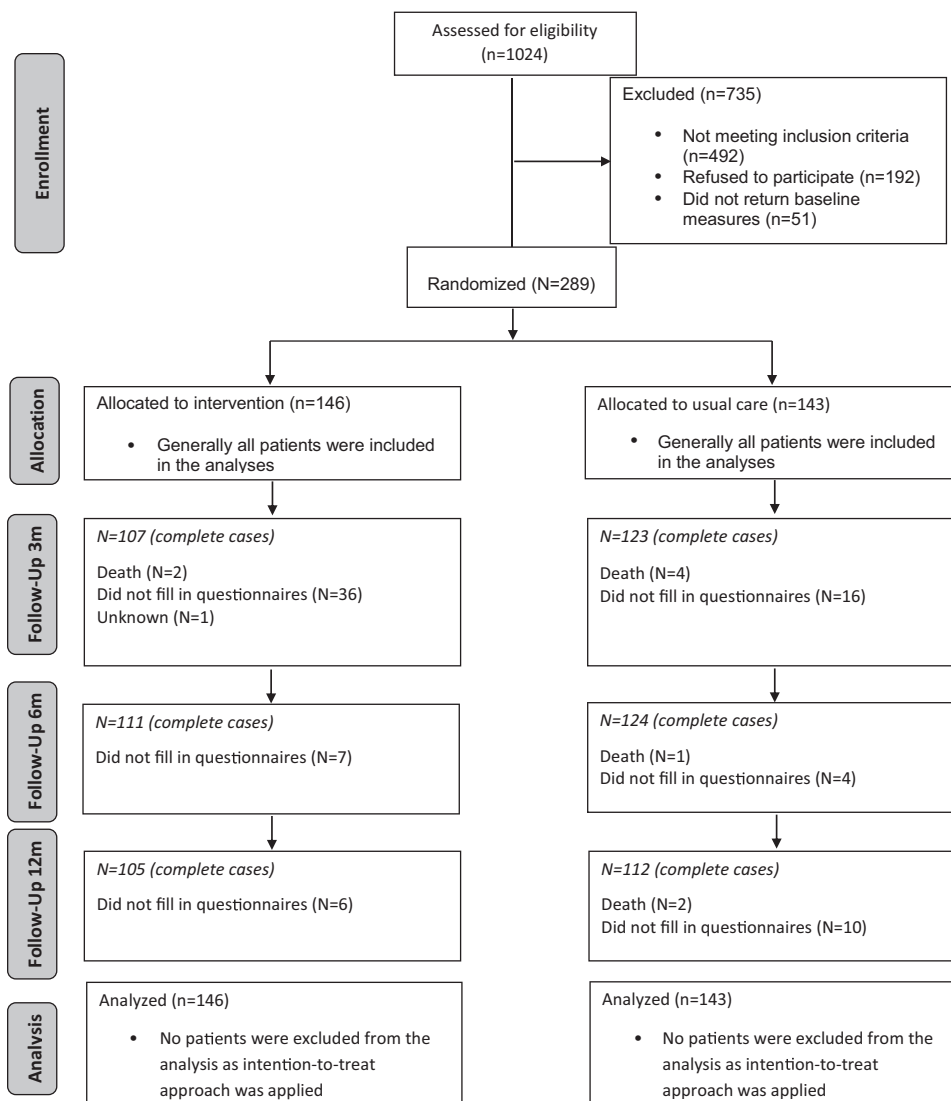 Assessed for eligibility
(n=1024)
Enrollment
Excluded (n=735)
• Not meeting inclusion criteria
(n=492)
• Refused to participate (n=192)
• Did not return baseline
measures (n=51)
Randomized (N=289)
Allocation
Allocated to intervention (n=146)
• Generally all patients were included
in the analyses
Allocated to usual care (n=143)
• Generally all patients were included
in the analyses
Follow-Up 3m
N=107 (complete cases)
Death (N=2)
Did not fill in questionnaires (N=36)
Unknown (N=1)
N=123 (complete cases)
Death (N=4)
Did not fill in questionnaires (N=16)
Follow-Up 6m
N=111 (complete cases)
Did not fill in questionnaires (N=7)
N=124 (complete cases)
Death (N=1)
Did not fill in questionnaires (N=4)
Follow-Up 12m
N=105 (complete cases)
Did not fill in questionnaires (N=6)
N=112 (complete cases)
Death (N=2)
Did not fill in questionnaires (N=10)
Analysis
Analyzed (n=146)
• No patients were excluded from the
analysis as intention-to-treat
approach was applied
Analyzed (n=143)
• No patients were excluded from the
analysis as intention-to-treat
approach was applied